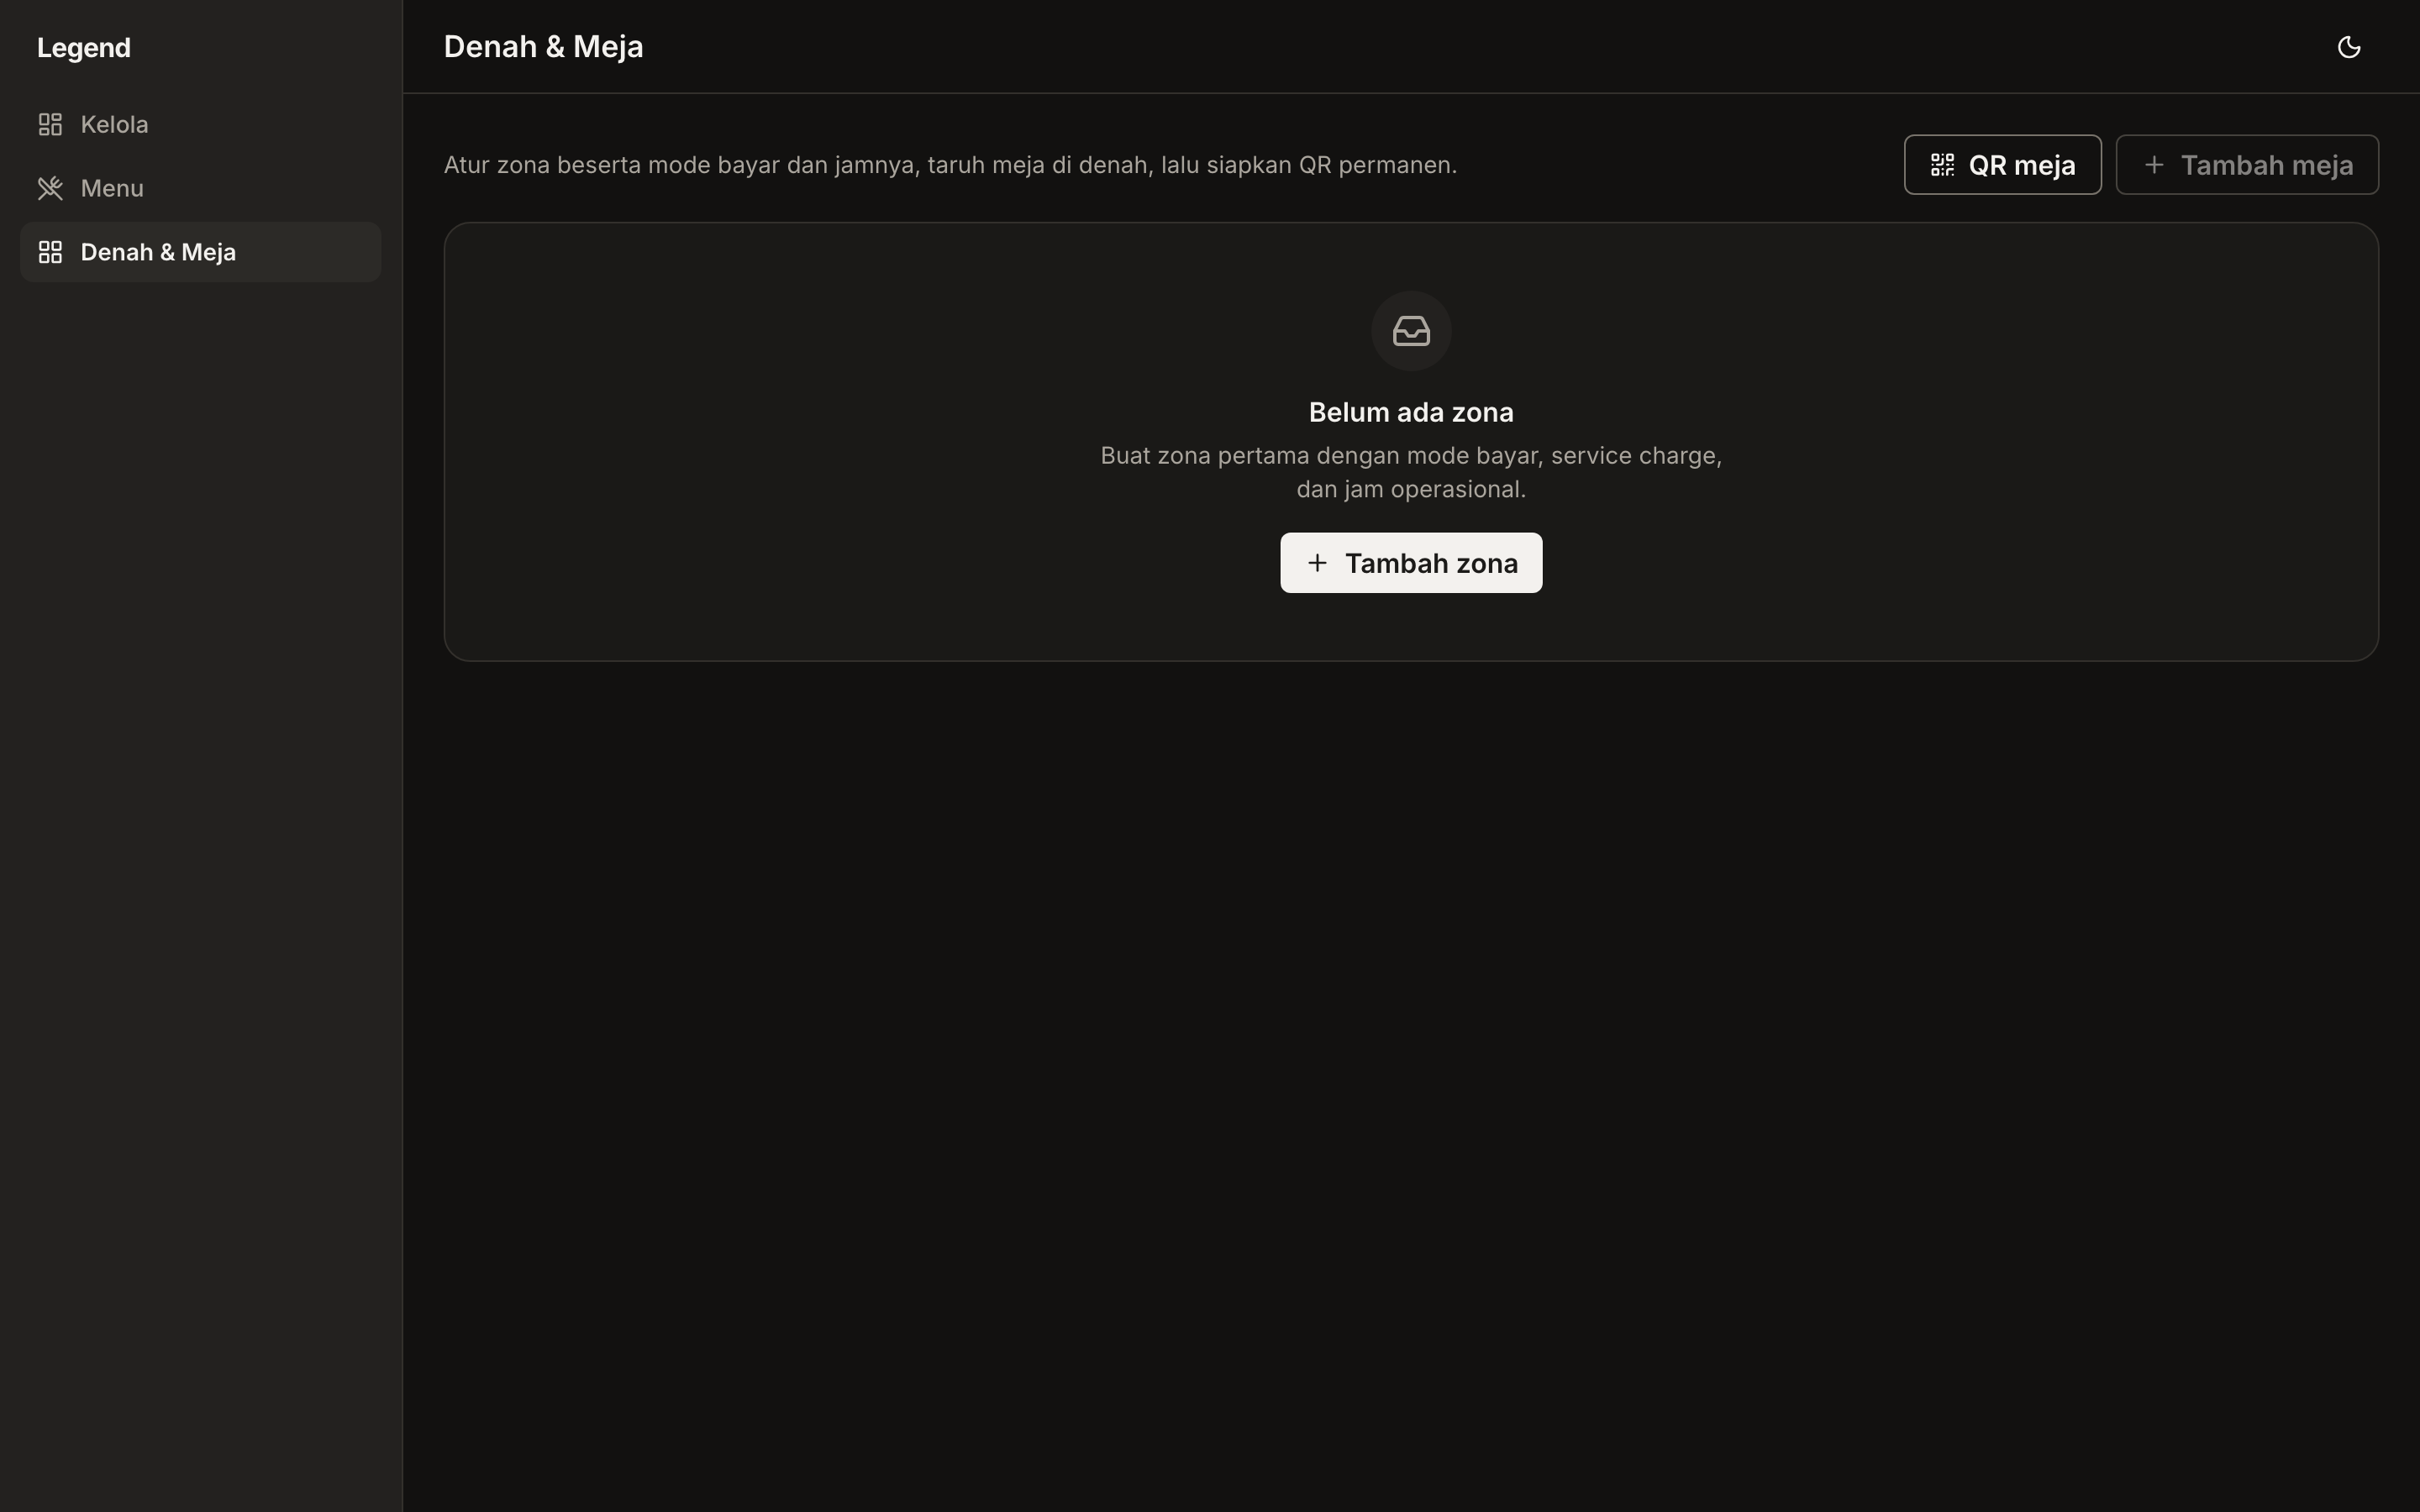 Legend
Kelola
Menu
Denah & Meja
Denah & Meja
Atur zona beserta mode bayar dan jamnya, taruh meja di denah, lalu siapkan QR permanen.
QR meja
Tambah meja
Belum ada zona
Buat zona pertama dengan mode bayar, service charge,
dan jam operasional.
Tambah zona